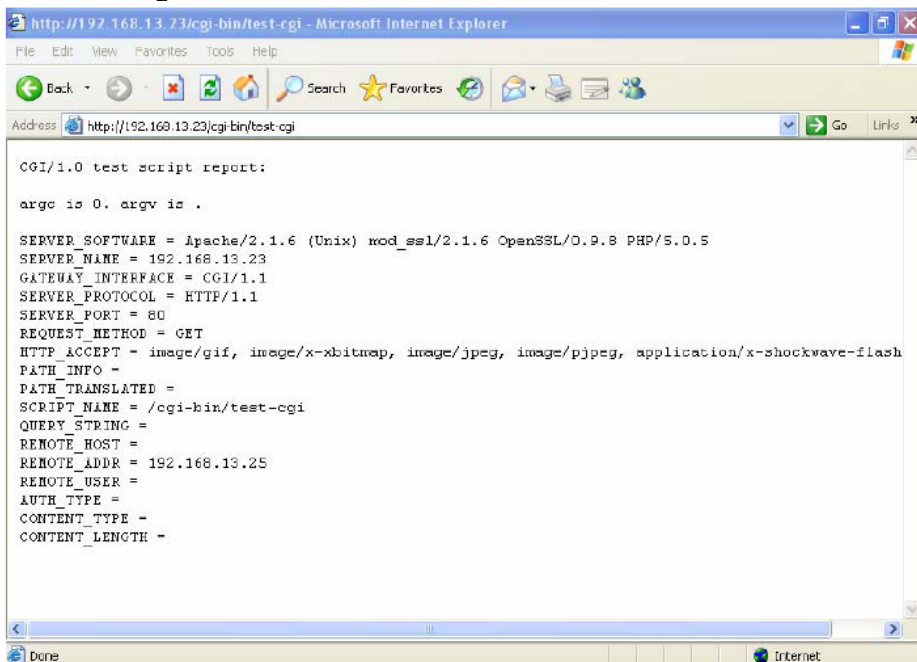 http://192.168.13.23/cgi-bin/test-cgi - Microsoft Internet Explorer
File Edit View Favorites Tools Help
Back Search Favorites
Address http://192.168.13.23/cgi-bin/test-cgi Go Links »
CGI/1.0 test script report:
argc is 0. argv is .
SERVER_SOFTWARE = Apache/2.1.6 (Unix) mod_ssl/2.1.6 OpenSSL/0.9.8 PHP/5.0.5
SERVER_NAME = 192.168.13.23
GATEWAY_INTERFACE = CGI/1.1
SERVER_PROTOCOL = HTTP/1.1
SERVER_PORT = 80
REQUEST_METHOD = GET
HTTP_ACCEPT = image/gif, image/x-xbitmap, image/jpeg, image/pjpeg, application/x-shockwave-flash
PATH_INFO =
PATH_TRANSLATED =
SCRIPT_NAME = /cgi-bin/test-cgi
QUERY_STRING =
REMOTE_HOST =
REMOTE_ADDR = 192.168.13.25
REMOTE_USER =
AUTH_TYPE =
CONTENT_TYPE =
CONTENT_LENGTH =
Done Internet